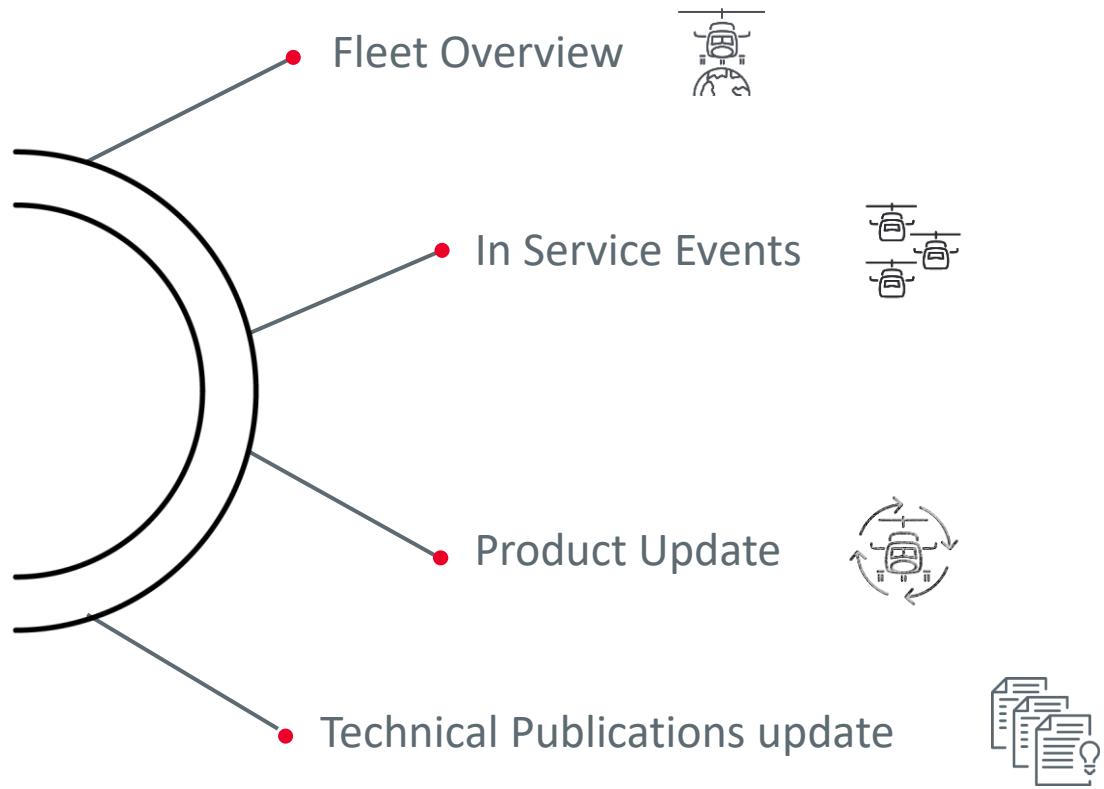 Fleet Overview
In Service Events
Product Update
Technical Publications update